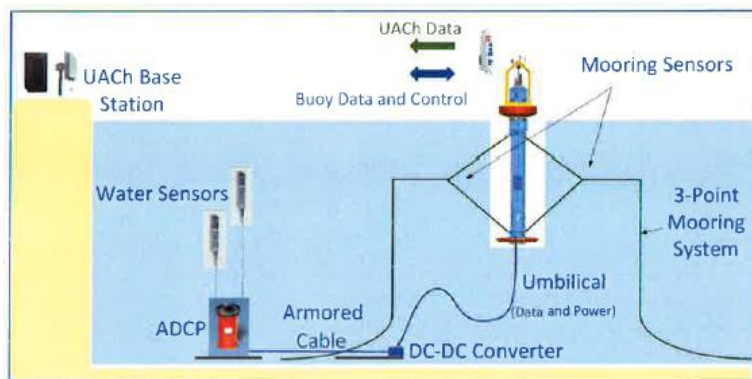 UACh Data
UACh Base
Station
Buoy Data and Control
Mooring Sensors
Water Sensors
3-Point
Mooring
System
Umbilical
(Data and Power)
ADCP
Armored
Cable
DC-DC Converter